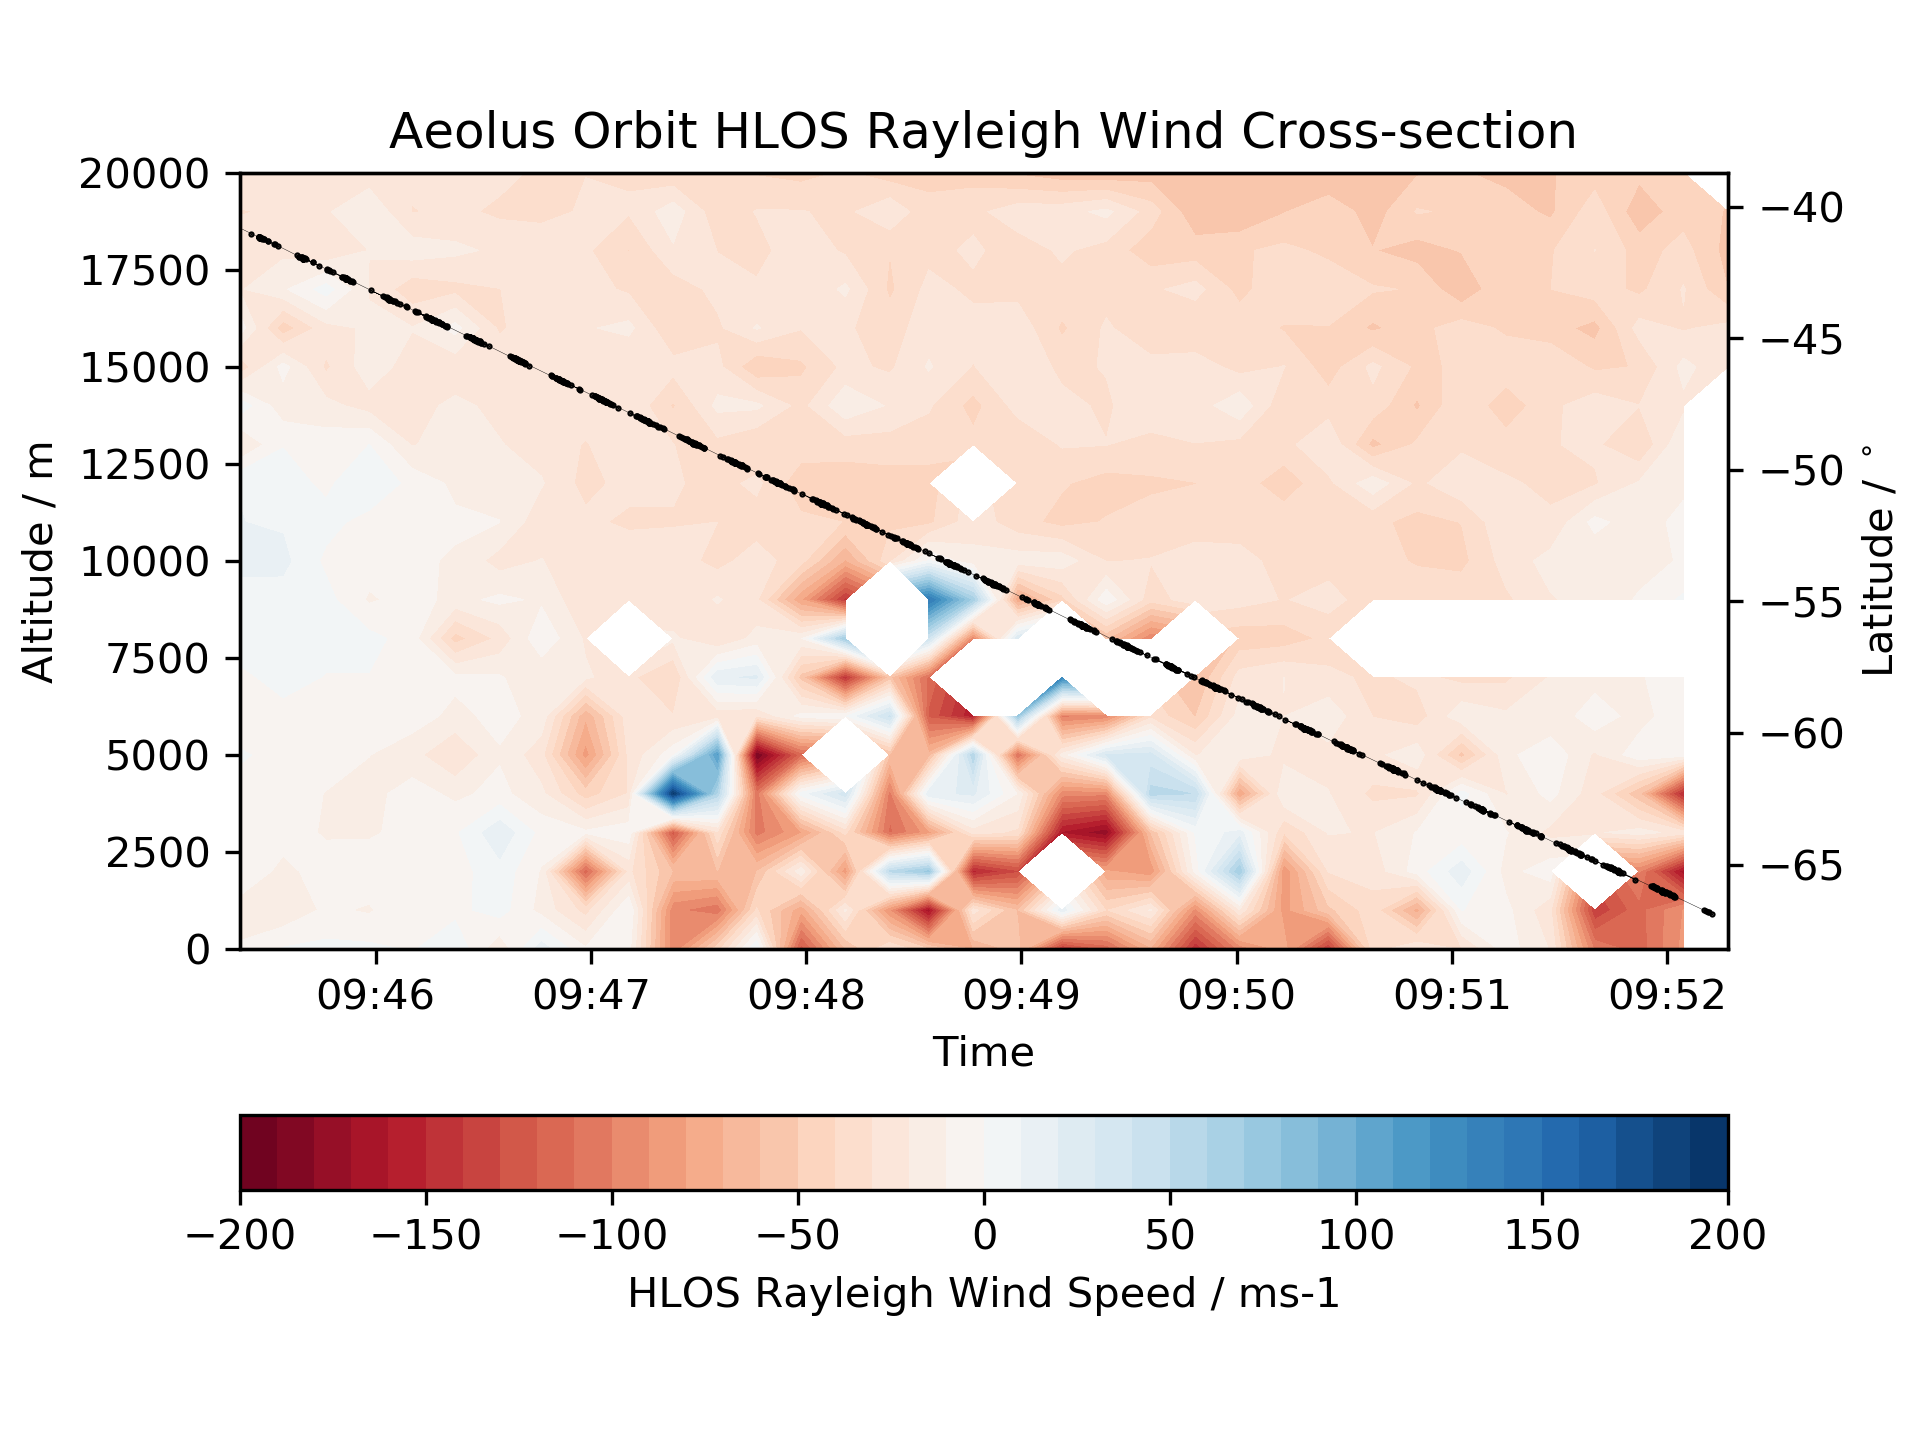 Aeolus Orbit HLOS Rayleigh Wind Cross-section
20000
17500
15000
12500
10000
7500
5000
2500
0
Altitude / m
−40
−45
−50
−55
−60
−65
Latitude / °
09:46 09:47 09:48 09:49 09:50 09:51 09:52
Time
−200 −150 −100 −50 0 50 100 150 200
HLOS Rayleigh Wind Speed / ms-1